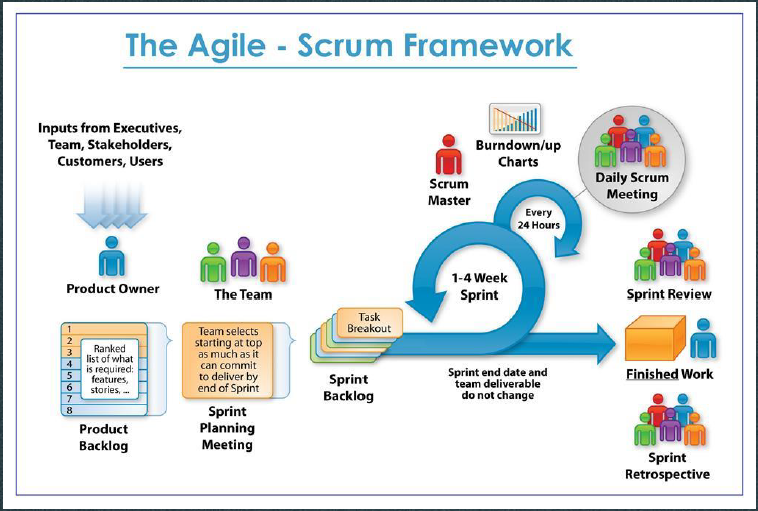 The Agile - Scrum Framework
Inputs from Executives,
Team, Stakeholders,
Customers, Users
Product Owner
The Team
1
2
3
4
5
6
7
8
Ranked
list of what
is required:
features,
stories, ...
Product
Backlog
Team selects
starting at top
as much as it
can commit
to deliver by
end of Sprint
Sprint
Planning
Meeting
Task
Breakout
Sprint
Backlog
Scrum
Master
Burndown/up
Charts
Every
24 Hours
1-4 Week
Sprint
Sprint end date and
team deliverable
do not change
Daily Scrum
Meeting
Sprint Review
Finished Work
Sprint
Retrospective